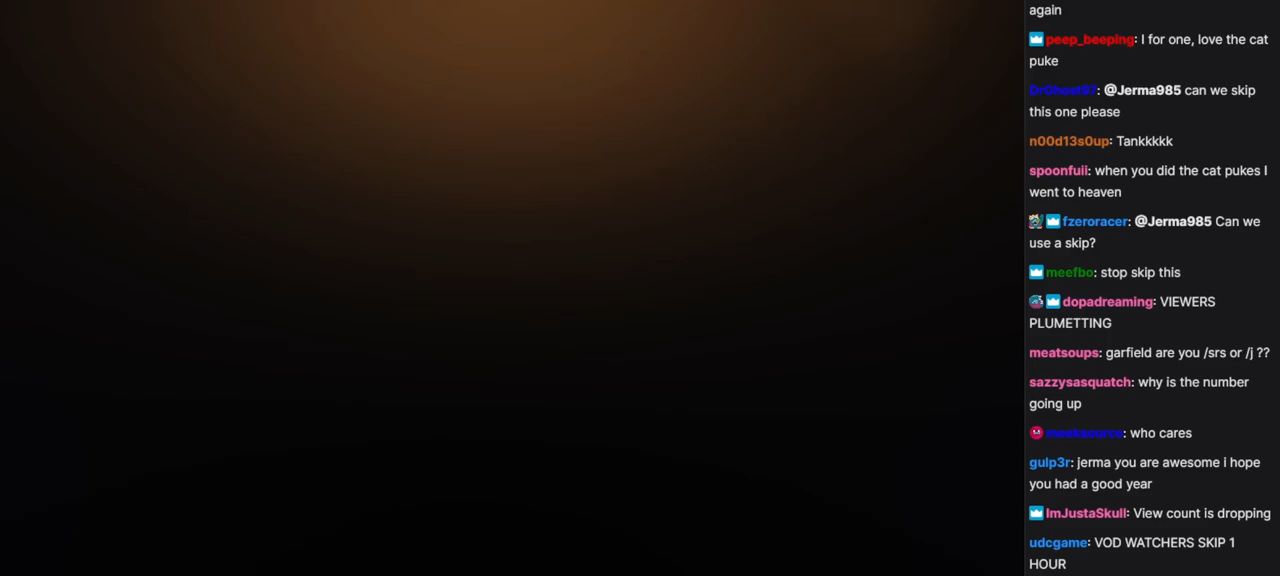 again
peep_beeping: I for one, love the cat
puke
DrGhost97: @Jerma985 can we skip
this one please
n00d13s0up: Tankkkkk
spoonfuii: when you did the cat pukes I
went to heaven
fzeroracer: @Jerma985 Can we
use a skip?
meefbo: stop skip this
dopadreaming: VIEWERS
PLUMETTING
meatsoups: garfield are you /srs or /j ??
sazzysasquatch: why is the number
going up
meeksource: who cares
gulp3r: jerma you are awesome i hope
you had a good year
ImJustaSkull: View count is dropping
udcgame: VOD WATCHERS SKIP 1
HOUR